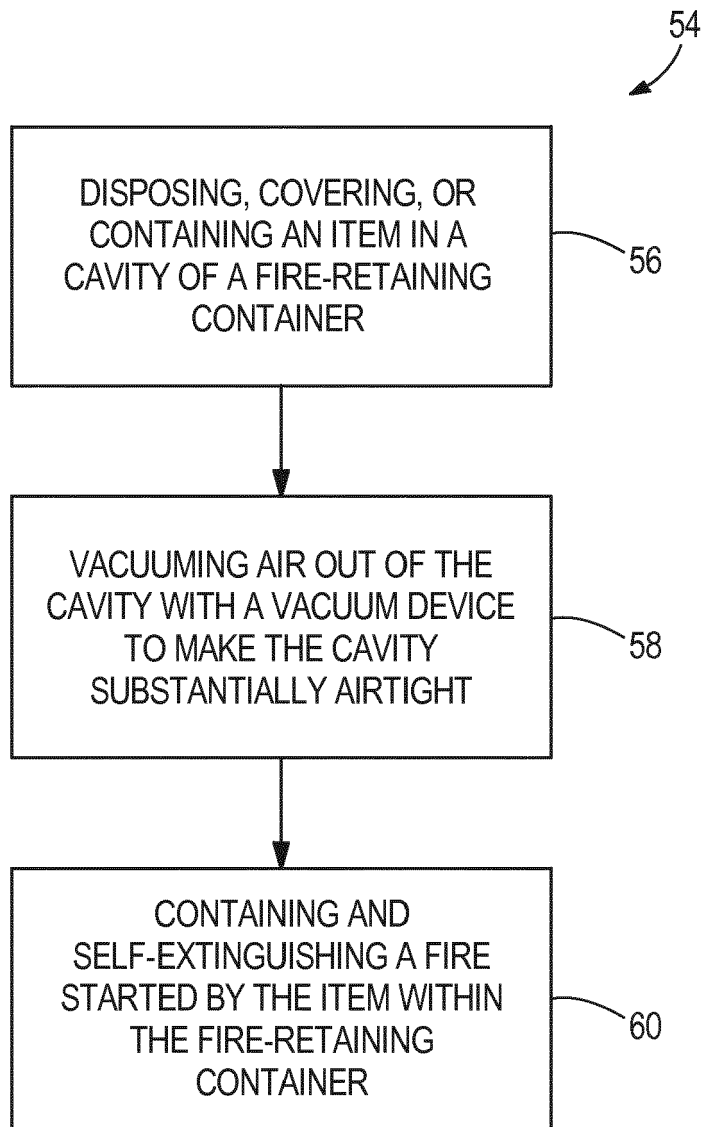 54
DISPOSING, COVERING, OR
CONTAINING AN ITEM IN A
CAVITY OF A FIRE-RETAINING
CONTAINER
56
VACUUMING AIR OUT OF THE
CAVITY WITH A VACUUM DEVICE
TO MAKE THE CAVITY
SUBSTANTIALLY AIRTIGHT
58
CONTAINING AND
SELF-EXTINGUISHING A FIRE
STARTED BY THE ITEM WITHIN
THE FIRE-RETAINING
CONTAINER
60